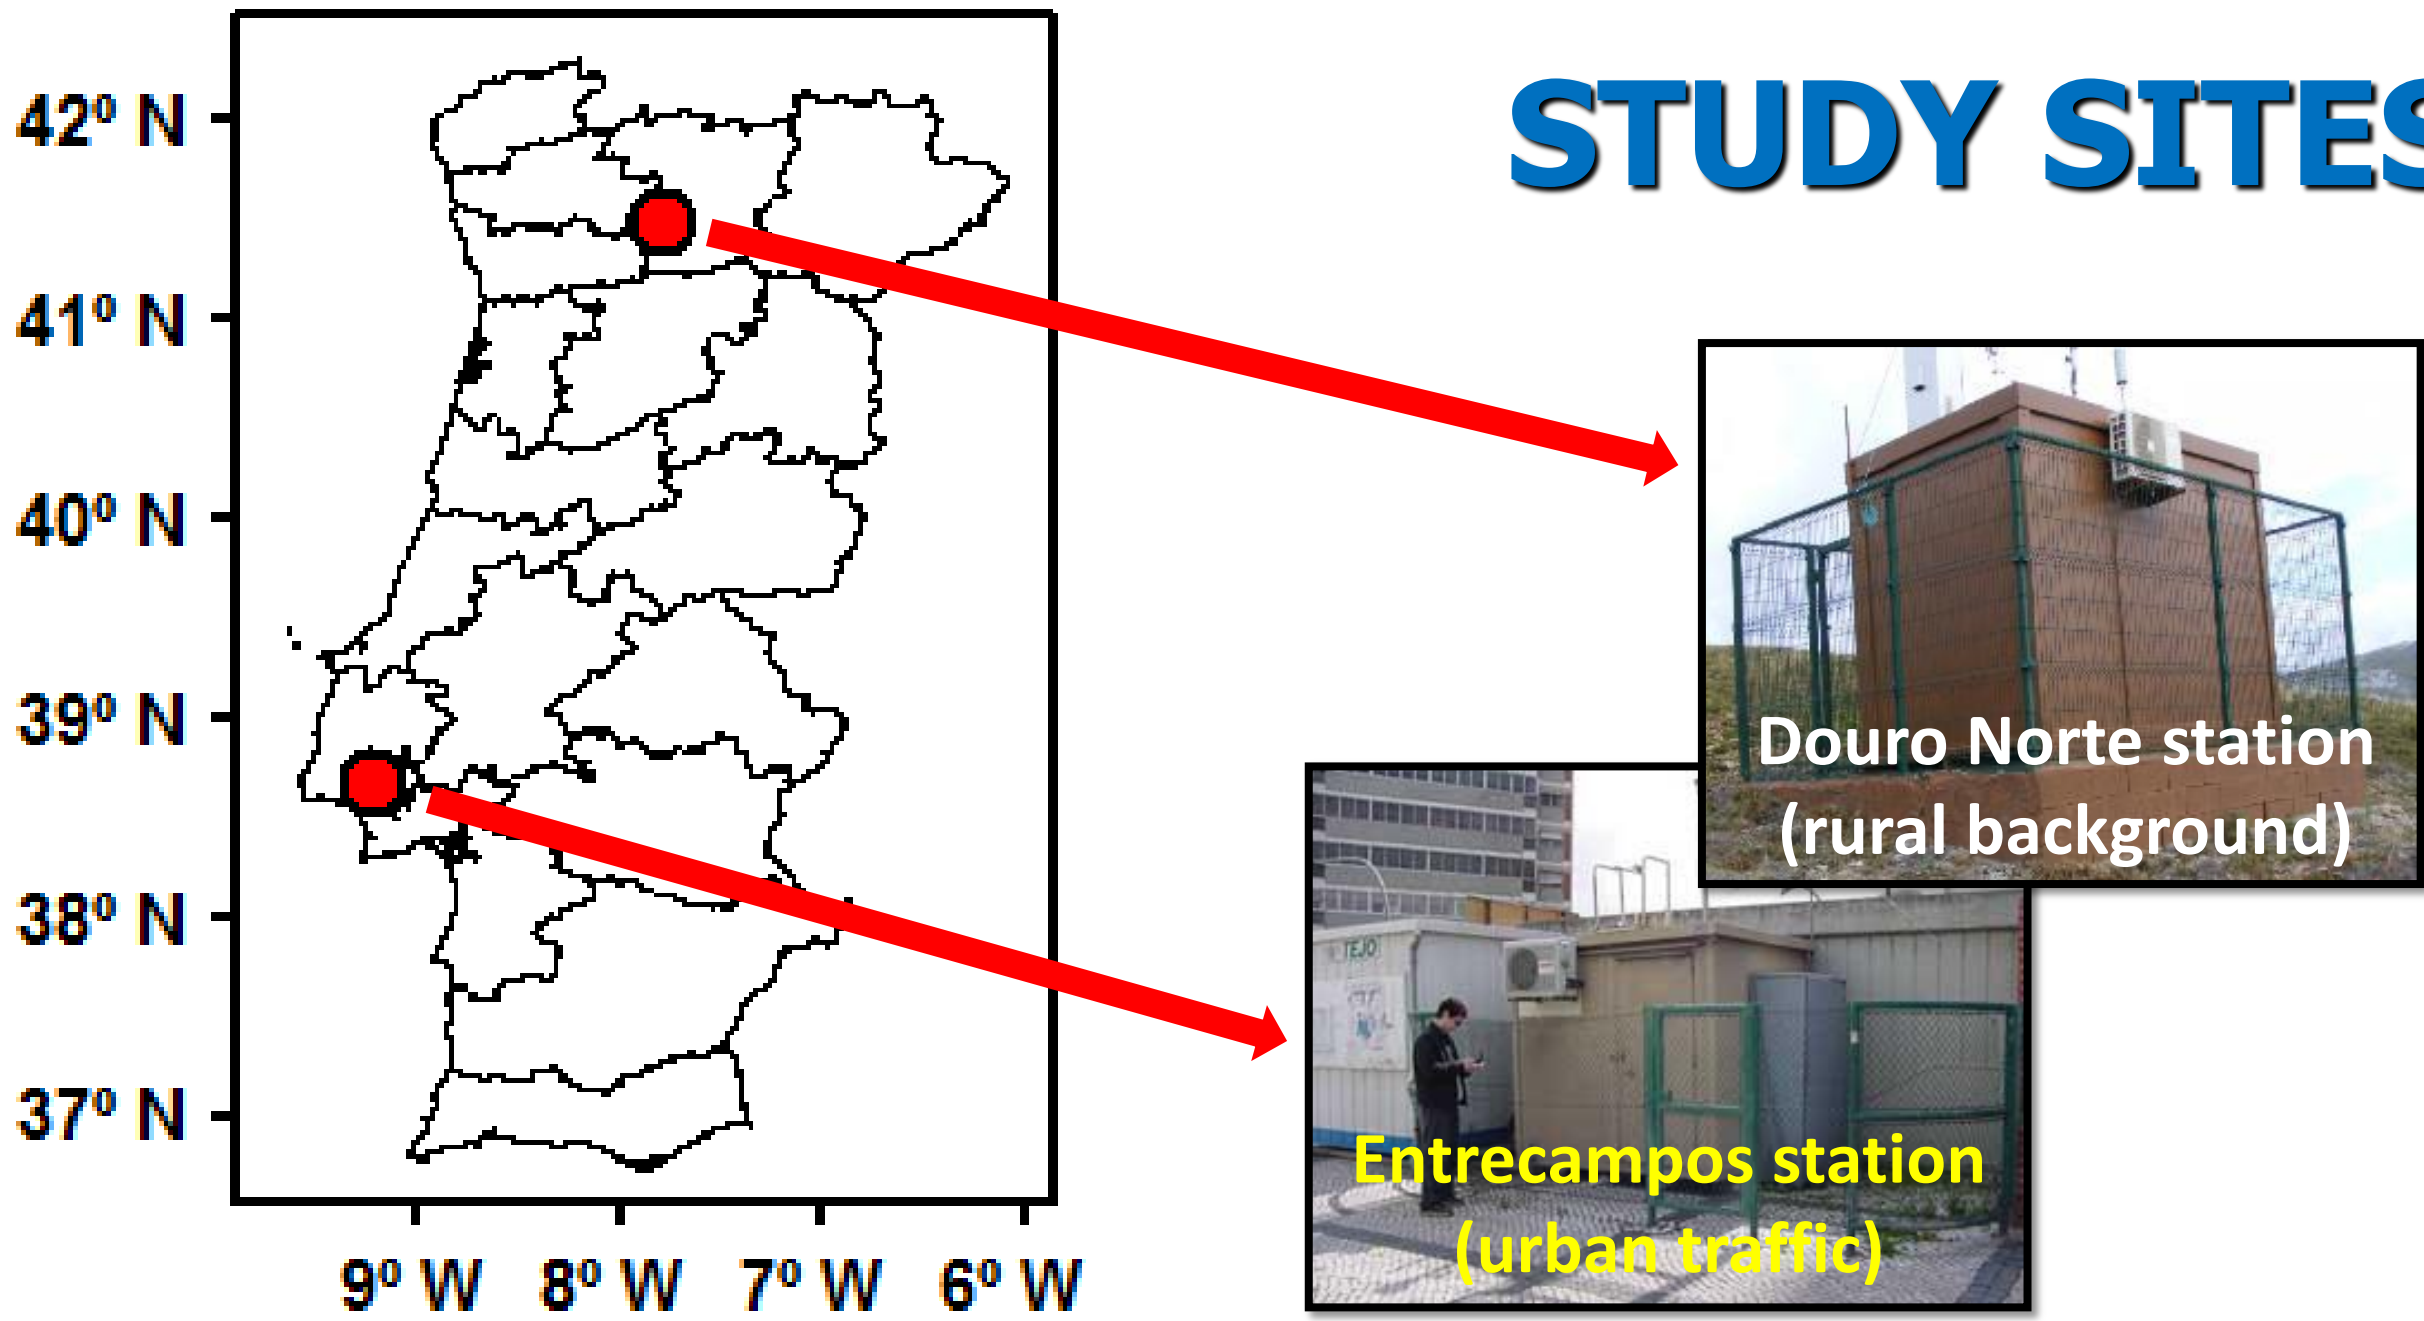 STUDY SITES
42º N
41º N
40º N
39º N
38º N
37º N
9º W 8º W 7º W 6º W
Douro Norte station
(rural background)
TEJO
Entrecampos station
(urban traffic)